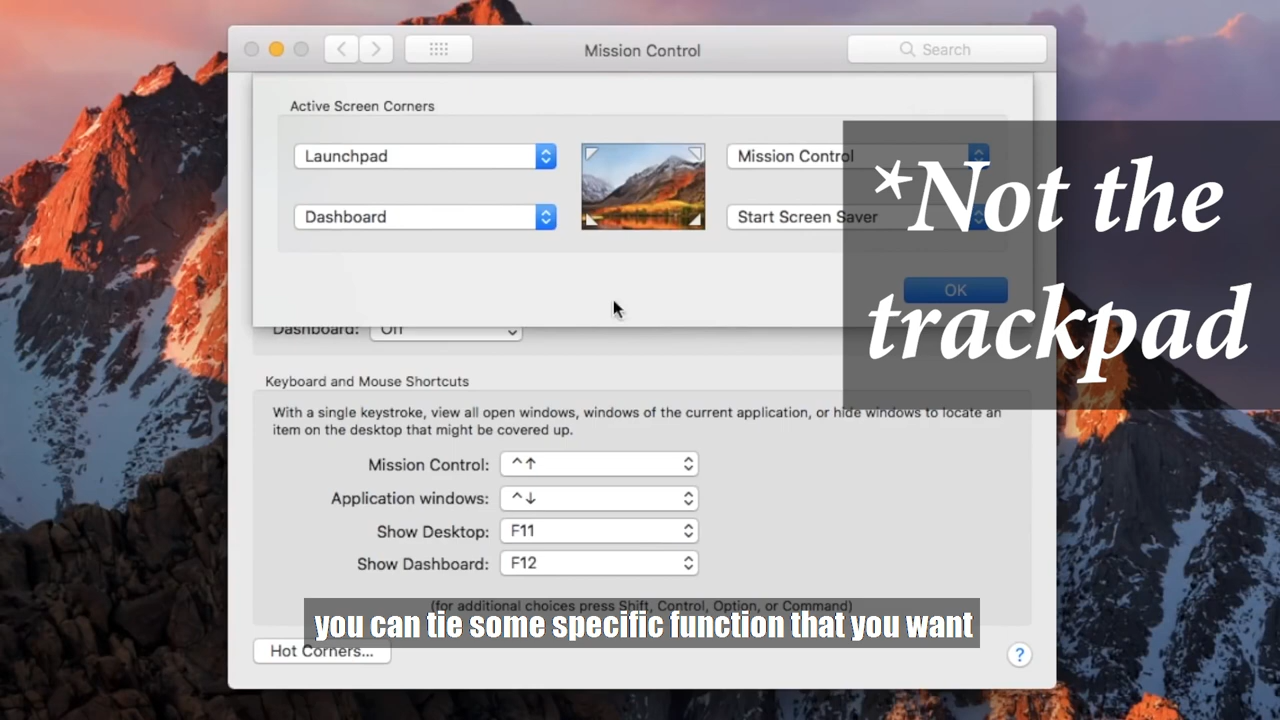 Mission Control
Search
Active Screen Corners
Launchpad
Mission Control
Dashboard
Start Screen Saver
*Not the
trackpad
OK
Dashboard: Off
Keyboard and Mouse Shortcuts
With a single keystroke, view all open windows, windows of the current application, or hide windows to locate an
item on the desktop that might be covered up.
Mission Control: ^↑
Application windows: ^↓
Show Desktop: F11
Show Dashboard: F12
(for additional choices press Shift, Control, Option, or Command)
you can tie some specific function that you want
Hot Corners...
?